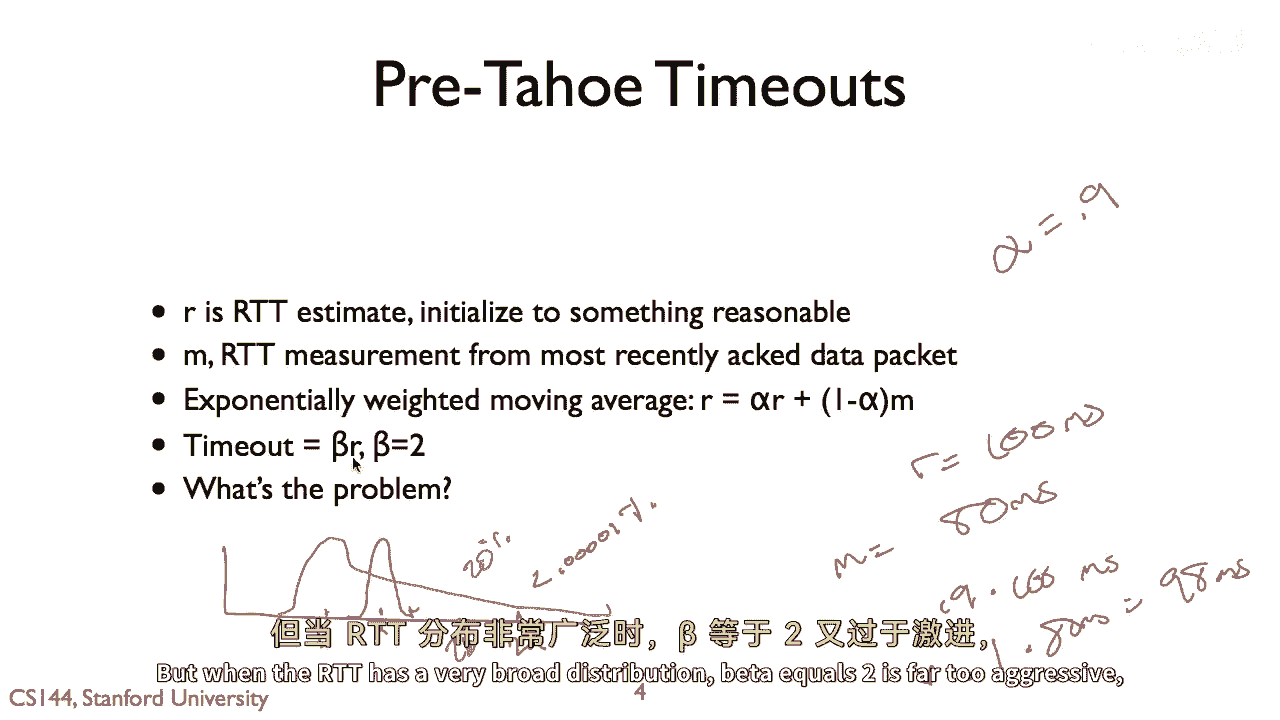 Pre-Tahoe Timeouts
α = .9
• r is RTT estimate, initialize to something reasonable
• m, RTT measurement from most recently acked data packet
• Exponentially weighted moving average: r = αr + (1-α)m
• Timeout = βr, β=2
• What's the problem?
r = 100ms
m = 80ms
.9 · 100 ms
.1 · 80ms = 98ms
20%
但当 RTT 分布非常广泛时，β 等于 2 又过于激进，
But when the RTT has a very broad distribution, beta equals 2 is far too aggressive,
CS144, Stanford University
4